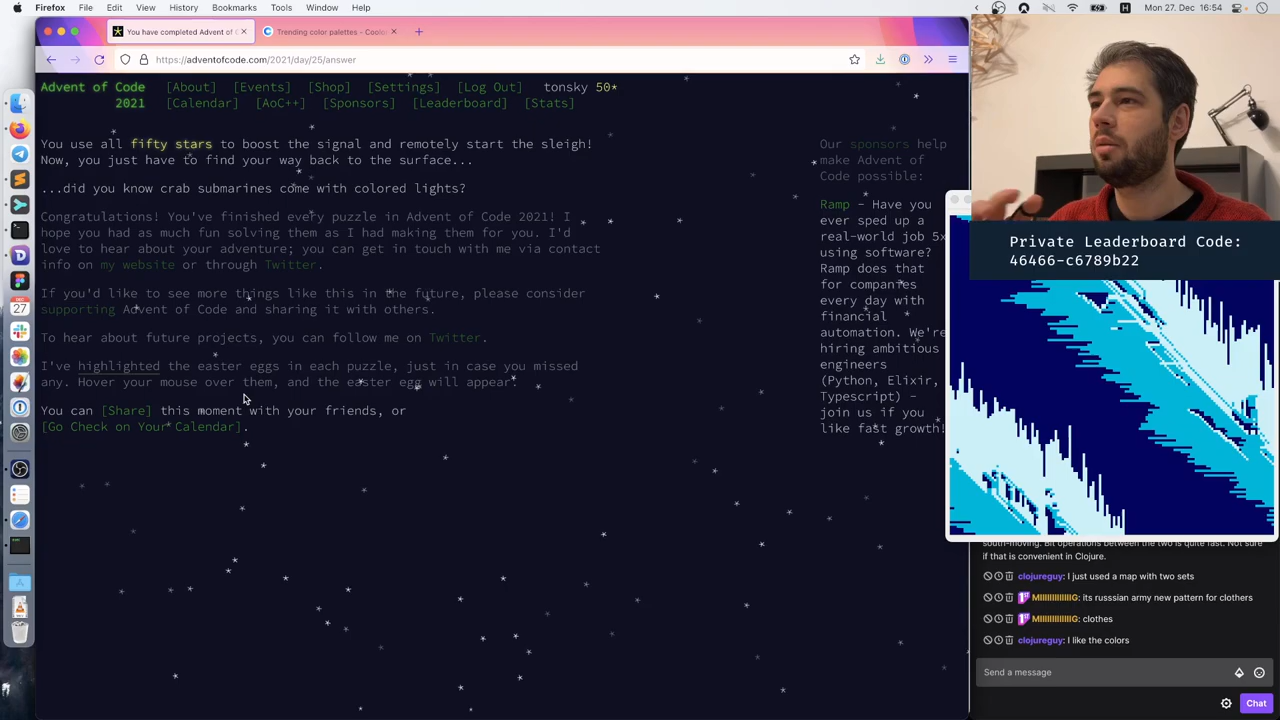 Firefox File Edit View History Bookmarks Tools Window Help
Mon 27. Dec 16:54
You have completed Advent of C
Trending color palettes - Coolor
https://adventofcode.com/2021/day/25/answer
Advent of Code [About] [Events] [Shop] [Settings] [Log Out] tonsky 50*
2021 [Calendar] [AoC++] [Sponsors] [Leaderboard] [Stats]
You use all fifty stars to boost the signal and remotely start the sleigh!
Now, you just have to find your way back to the surface...
...did you know crab submarines come with colored lights?
Congratulations! You've finished every puzzle in Advent of Code 2021! I
hope you had as much fun solving them as I had making them for you. I'd
love to hear about your adventure; you can get in touch with me via contact
info on my website or through Twitter.
If you'd like to see more things like this in the future, please consider
supporting Advent of Code and sharing it with others.
To hear about future projects, you can follow me on Twitter.
I've highlighted the easter eggs in each puzzle, just in case you missed
any. Hover your mouse over them, and the easter egg will appear.
You can [Share] this moment with your friends, or
[Go Check on Your Calendar].
Our sponsors help
make Advent of
Code possible:
Ramp - Have you
ever sped up a
real-world job 5x
using software?
Ramp does that
for companies
every day with
financial
automation. We're
hiring ambitious
engineers
(Python, Elixir,
Typescript) -
join us if you
like fast growth!
Private Leaderboard Code:
46466-c6789b22
south-moving. Bit operations between the two is quite fast. Not sure
if that is convenient in Clojure.
clojureguy: I just used a map with two sets
its russsian army new pattern for clothers
clothes
clojureguy: I like the colors
Send a message
Chat
DEC
27